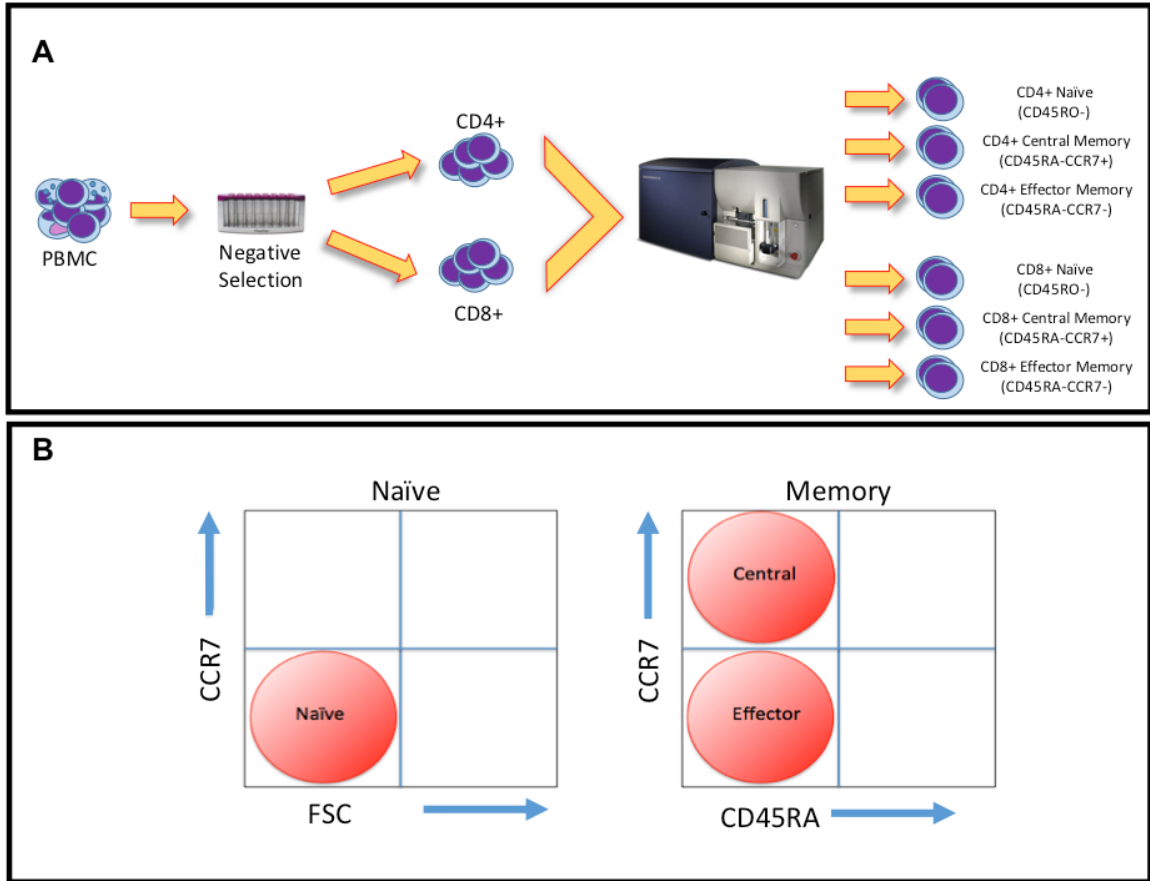 A
PBMC
Negative
Selection
CD4+
CD8+
CD4+ Naïve
(CD45RO-)
CD4+ Central Memory
(CD45RA-CCR7+)
CD4+ Effector Memory
(CD45RA-CCR7-)
CD8+ Naïve
(CD45RO-)
CD8+ Central Memory
(CD45RA-CCR7+)
CD8+ Effector Memory
(CD45RA-CCR7-)
B
Naïve
CCR7
Naïve
FSC
Memory
CCR7
Central
Effector
CD45RA